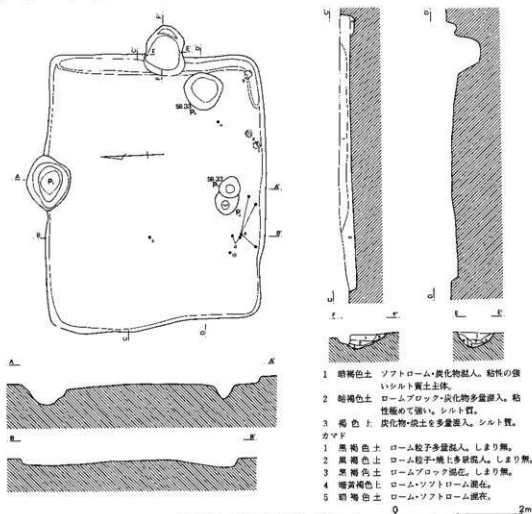 F
C
E
E'
D
F'
SB.33
P₁
SB.33
P₂
A
A'
B
B'
C'
D'
A A'
B B'
F F' E E'
1 暗褐色土 ソフトローム・炭化物混入。粘性の強
いシルト質土主体。
2 暗褐色土 ロームブロック・炭化物多量混入。粘
性極めて強い。シルト質。
3 褐色土 炭化物・焼土を多量混入。シルト質。
カマド
1 黒褐色土 ローム粒子多量混入。しまり無。
2 黒褐色土 ローム粒子・焼土多量混入。しまり無。
3 黒褐色土 ロームブロック混在。しまり無。
4 暗黄褐色土 ローム・ソフトローム混在。
5 暗褐色土 ローム・ソフトローム混在。
0 2m